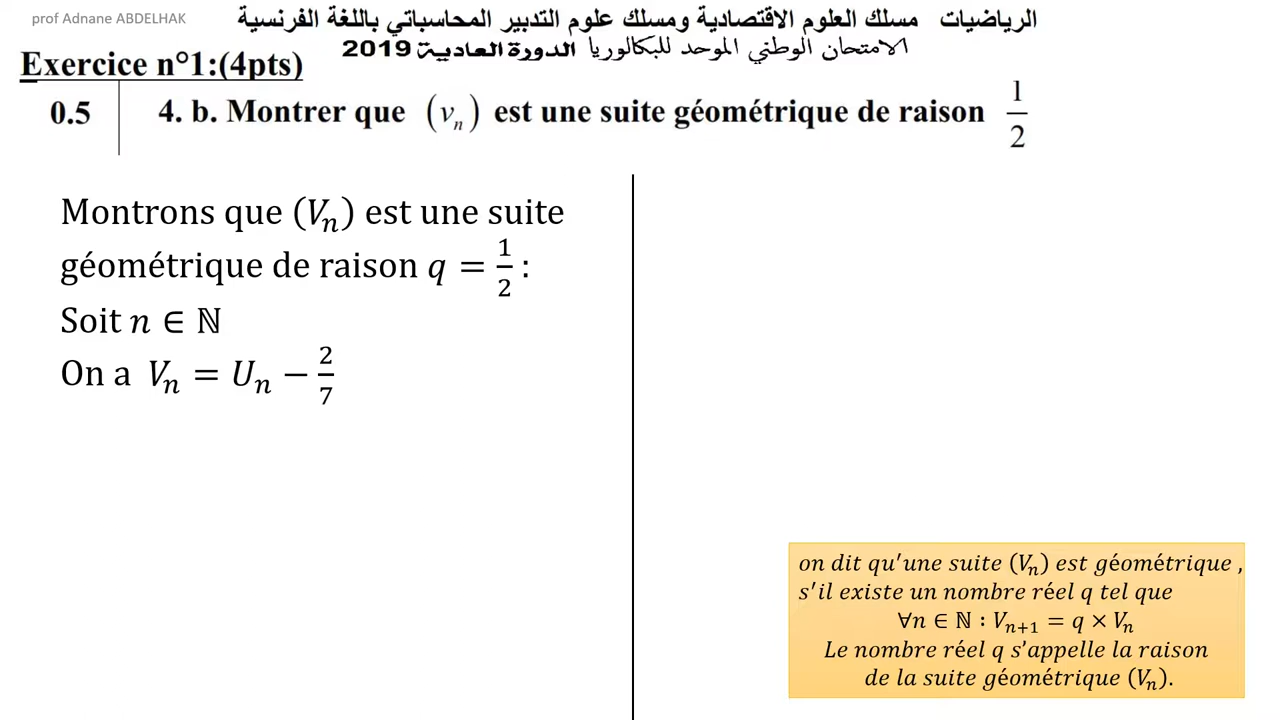 prof Adnane ABDELHAK
الرياضيات مسلك العلوم الاقتصادية ومسلك علوم التدبير المحاسباتي باللغة الفرنسية
الامتحان الوطني الموحد للبكالوريا الدورة العادية 2019
Exercice n°1:(4pts)
0.5 4. b. Montrer que (vₙ) est une suite géométrique de raison 1/2
Montrons que (Vₙ) est une suite
géométrique de raison q = 1/2 :
Soit n ∈ ℕ
On a Vₙ = Uₙ − 2/7
on dit qu'une suite (Vₙ) est géométrique ,
s'il existe un nombre réel q tel que
∀n ∈ ℕ : Vₙ₊₁ = q × Vₙ
Le nombre réel q s'appelle la raison
de la suite géométrique (Vₙ).